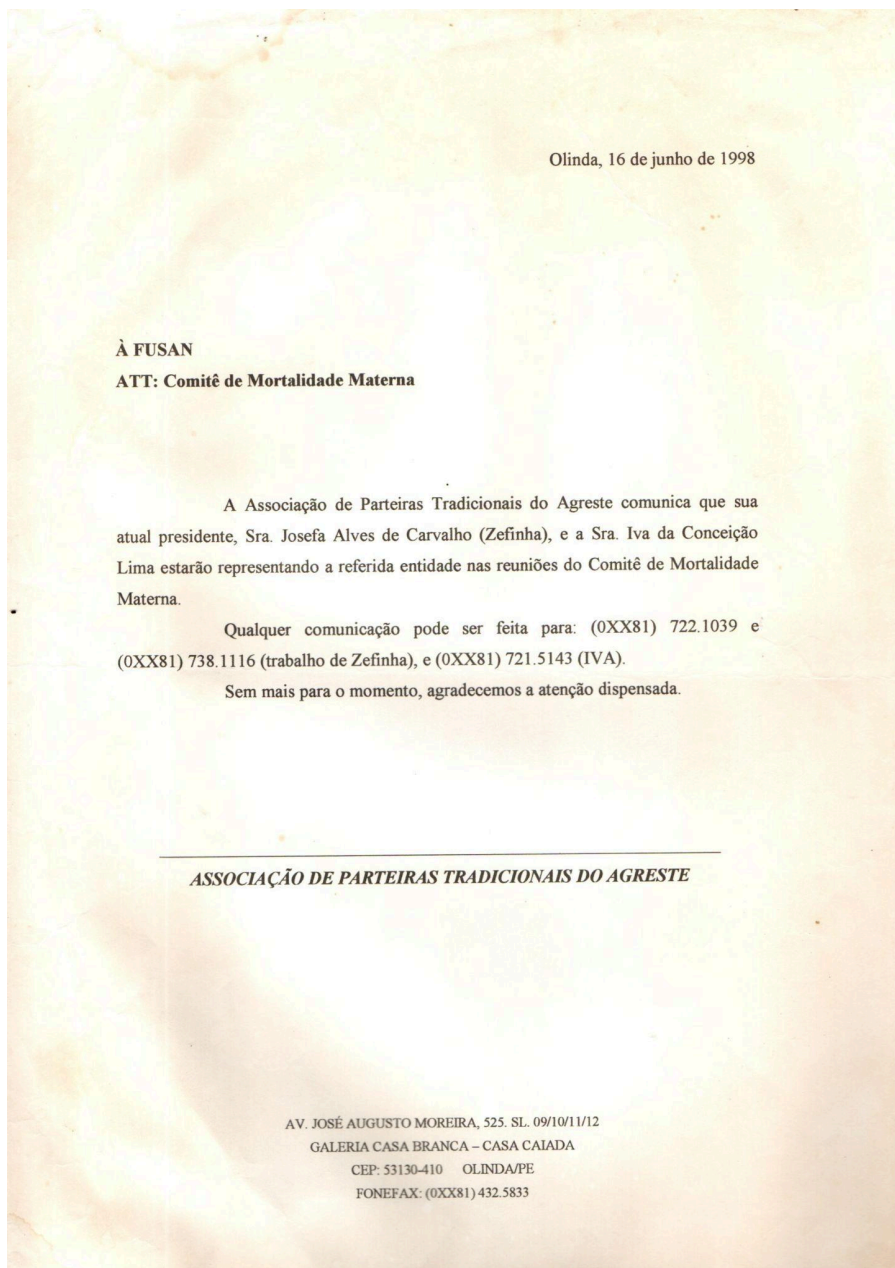 Olinda, 16 de junho de 1998
À FUSAN
ATT: Comitê de Mortalidade Materna
A Associação de Parteiras Tradicionais do Agreste comunica que sua
atual presidente, Sra. Josefa Alves de Carvalho (Zefinha), e a Sra. Iva da Conceição
Lima estarão representando a referida entidade nas reuniões do Comitê de Mortalidade
Materna.
Qualquer comunicação pode ser feita para: (0XX81) 722.1039 e
(0XX81) 738.1116 (trabalho de Zefinha), e (0XX81) 721.5143 (IVA).
Sem mais para o momento, agradecemos a atenção dispensada.
ASSOCIAÇÃO DE PARTEIRAS TRADICIONAIS DO AGRESTE
AV. JOSÉ AUGUSTO MOREIRA, 525. SL. 09/10/11/12
GALERIA CASA BRANCA – CASA CAIADA
CEP: 53130-410 OLINDA/PE
FONEFAX: (0XX81) 432.5833